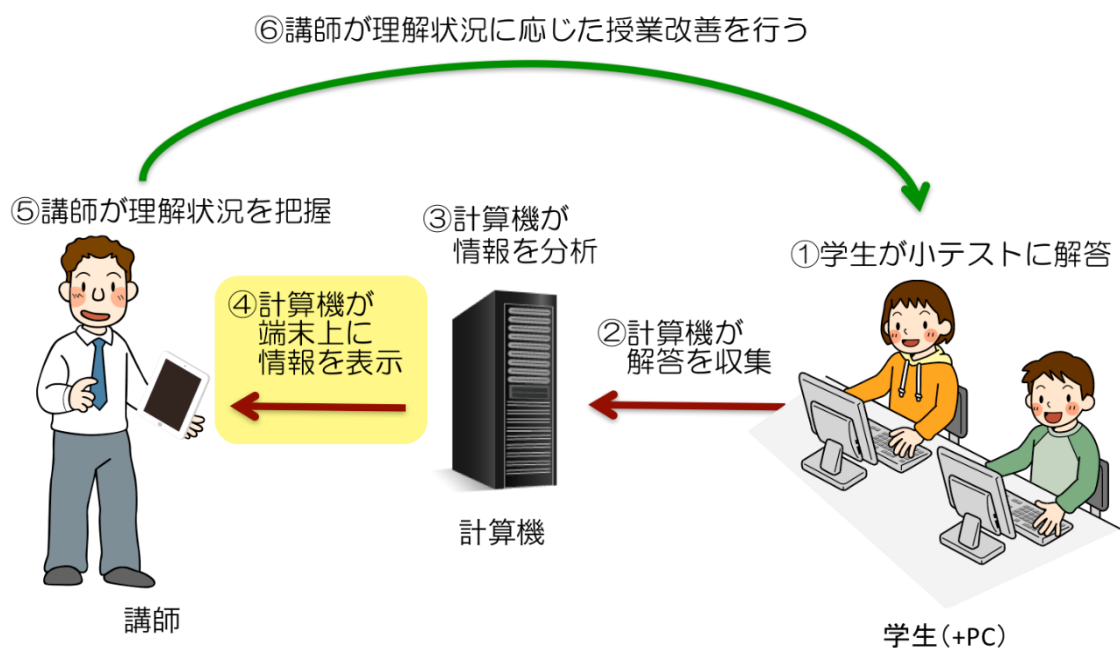 ⑥講師が理解状況に応じた授業改善を行う
⑤講師が理解状況を把握
③計算機が
情報を分析
①学生が小テストに解答
④計算機が
端末上に
情報を表示
②計算機が
解答を収集
計算機
講師
学生(+PC)